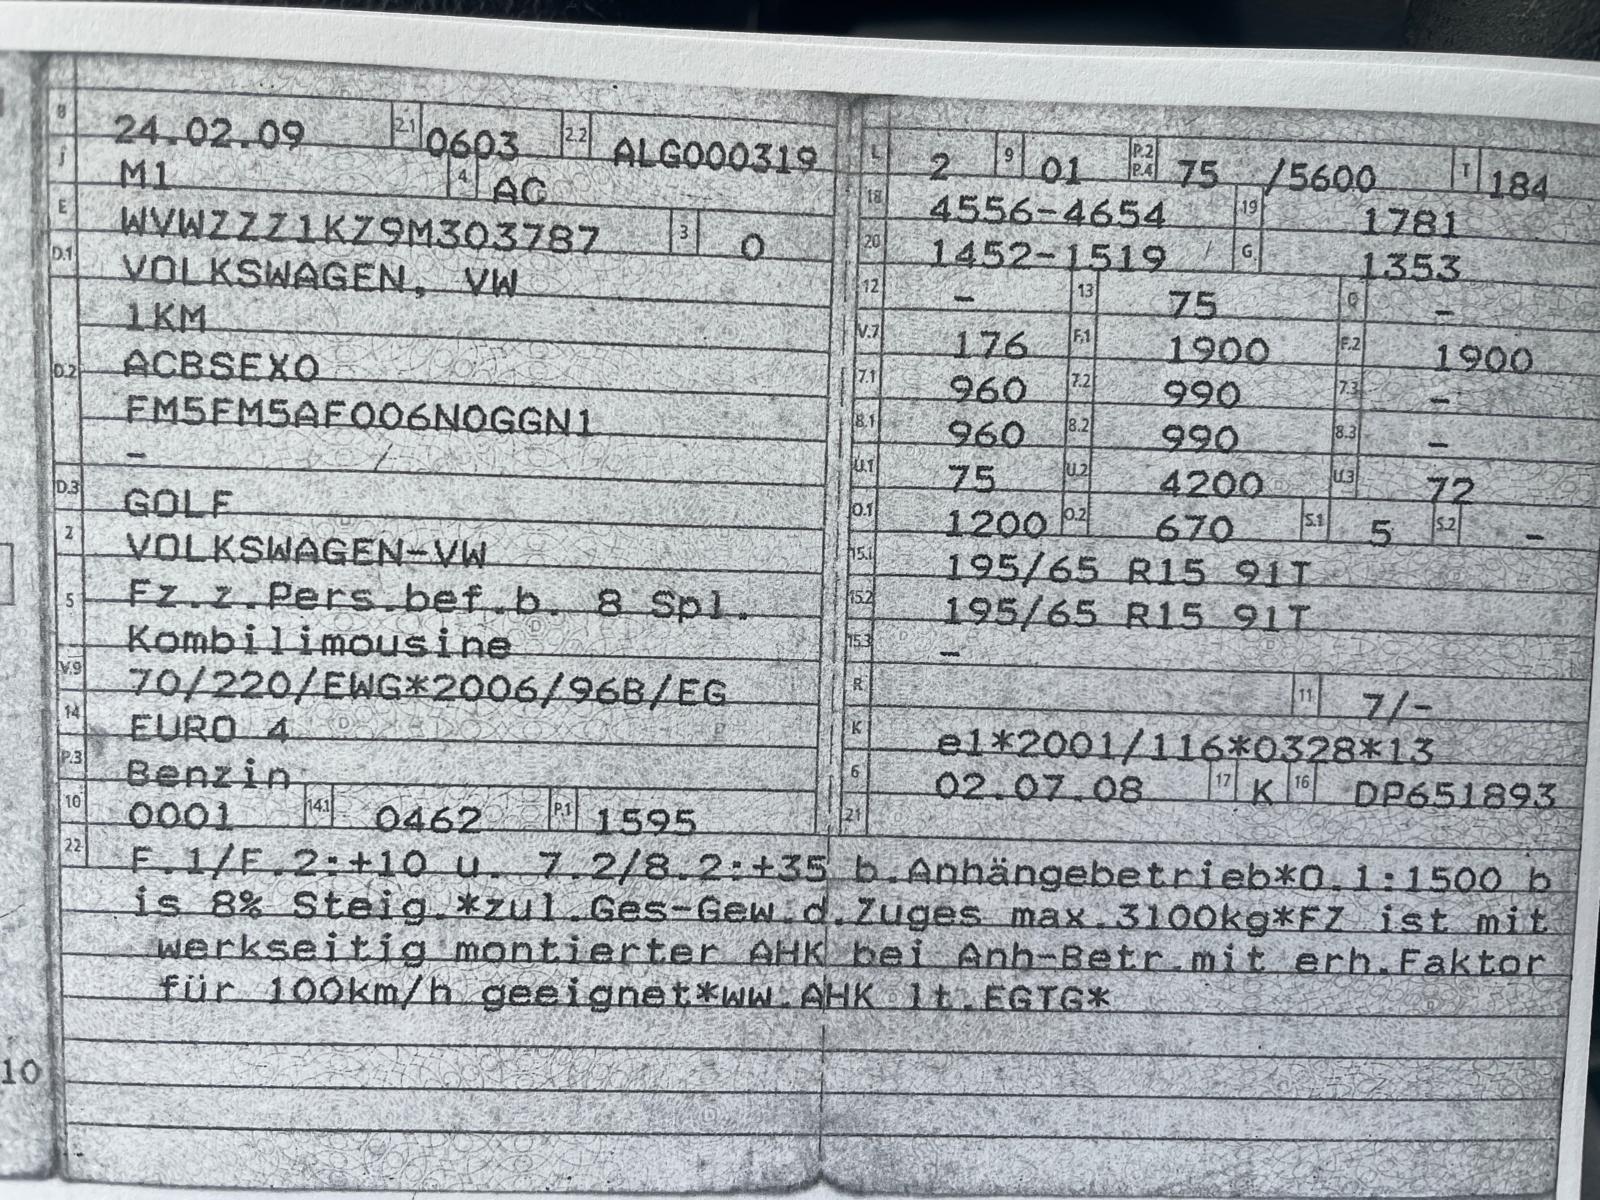 B 24.02.09 2.1 0603 2.2 ALG000319
J M1 4 AC
E WVWZZZ1KZ9M303787 3 0
D.1 VOLKSWAGEN, VW
1KM
D.2 ACBSEX0
FM5FM5AF006N0GGN1
-
D.3 GOLF
2 VOLKSWAGEN-VW
5 Fz.z.Pers.bef.b. 8 Spl.
Kombilimousine
V.9 70/220/EWG*2006/96B/EG
14 EURO 4
P.3 Benzin
10 0001 14.1 0462 P.1 1595
L 2 9 01 P.2 P.4 75 /5600 T 184
18 4556-4654 19 1781
20 1452-1519 / G 1353
12 - 13 75 Q -
V.7 176 F.1 1900 F.2 1900
7.1 960 7.2 990 7.3 -
8.1 960 8.2 990 8.3 -
U.1 75 U.2 4200 U.3 72
O.1 1200 O.2 670 S.1 5 S.2 -
15.1 195/65 R15 91T
15.2 195/65 R15 91T
15.3 -
R 11 7/-
K e1*2001/116*0328*13
6 02.07.08 17 K 16 DP651893
21
22 F.1/F.2:+10 u. 7.2/8.2:+35 b.Anhängebetrieb*O.1:1500 b
is 8% Steig.*zul.Ges-Gew.d.Zuges max.3100kg*FZ ist mit
werkseitig montierter AHK bei Anh-Betr.mit erh.Faktor
für 100km/h geeignet*ww.AHK lt.EGTG*
10